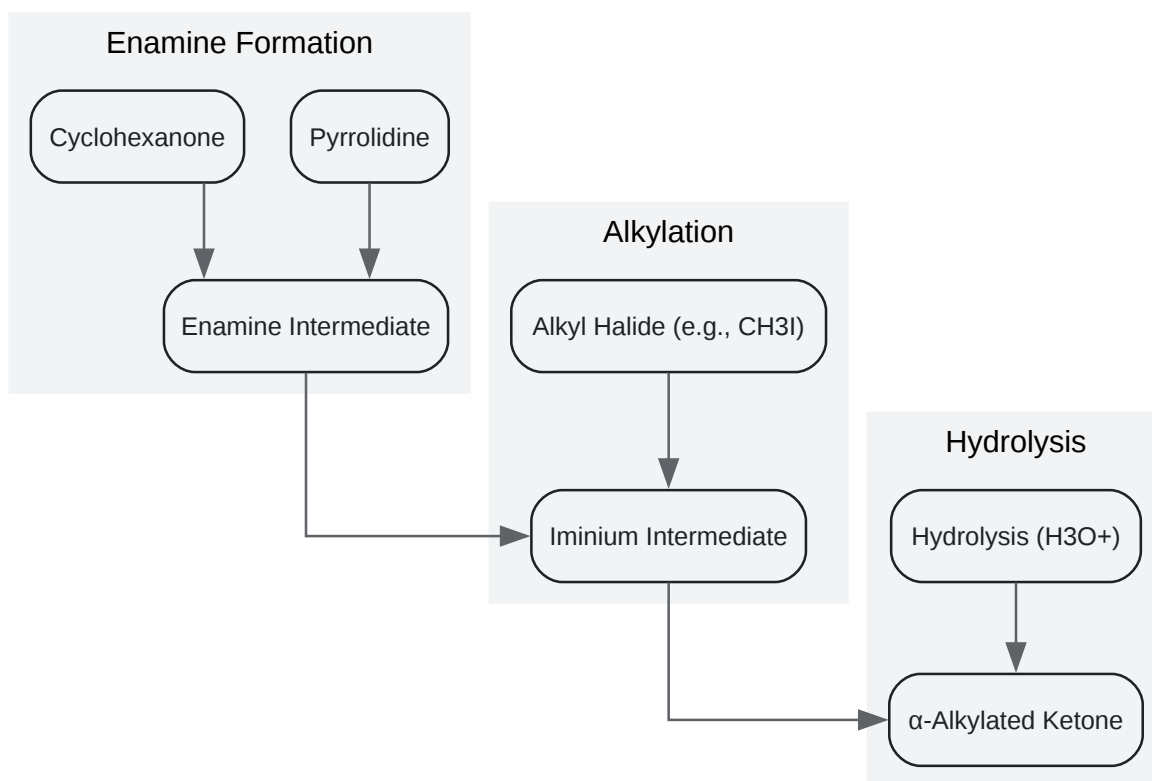 Enamine Formation
Cyclohexanone
Pyrrolidine
Enamine Intermediate
Alkylation
Alkyl Halide (e.g., CH3I)
Iminium Intermediate
Hydrolysis
Hydrolysis (H3O+)
α-Alkylated Ketone